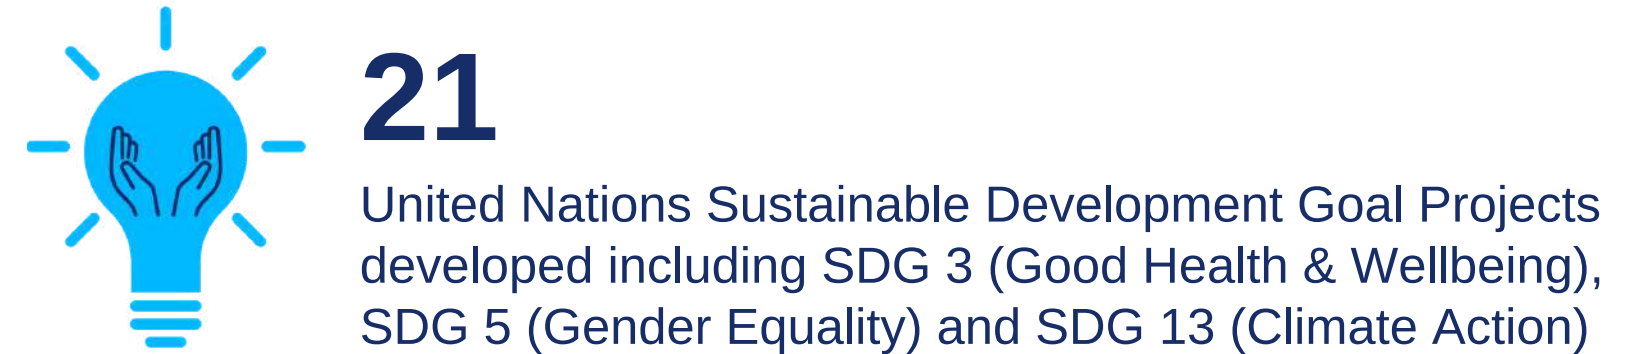 21
United Nations Sustainable Development Goal Projects
developed including SDG 3 (Good Health & Wellbeing),
SDG 5 (Gender Equality) and SDG 13 (Climate Action)